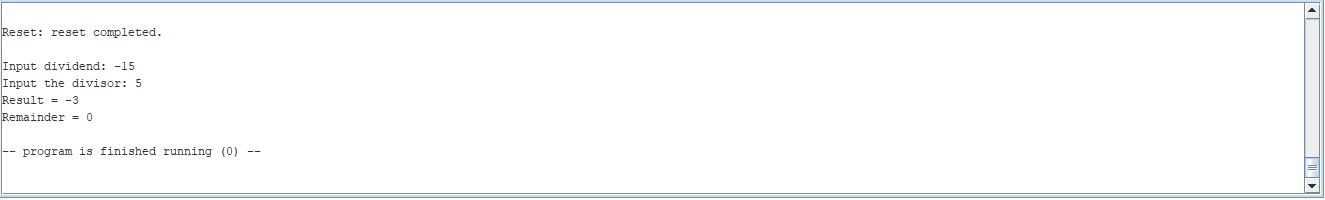 Reset: reset completed.
Input dividend: -15
Input the divisor: 5
Result = -3
Remainder = 0
-- program is finished running (0) --